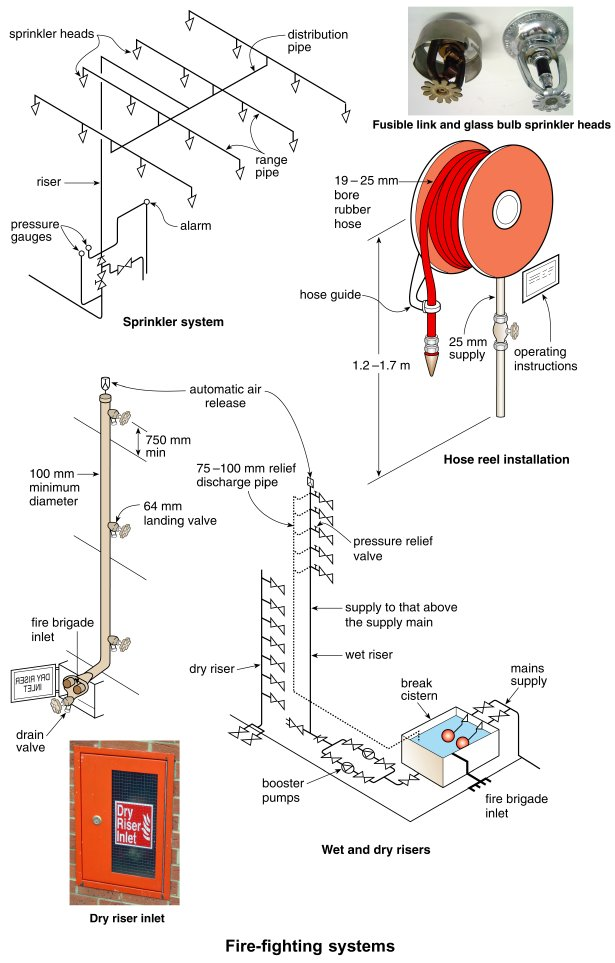 sprinkler heads
distribution
pipe
range
pipe
riser
pressure
gauges
alarm
Sprinkler system
Fusible link and glass bulb sprinkler heads
19–25 mm
bore
rubber
hose
hose guide
25 mm
supply
operating
instructions
1.2–1.7 m
Hose reel installation
automatic air
release
750 mm
min
100 mm
minimum
diameter
64 mm
landing valve
fire brigade
inlet
DRY RISER
INLET
drain
valve
75–100 mm relief
discharge pipe
pressure relief
valve
supply to that above
the supply main
dry riser
wet riser
break
cistern
mains
supply
booster
pumps
fire brigade
inlet
Wet and dry risers
Dry
Riser
Inlet
Dry riser inlet
Fire-fighting systems